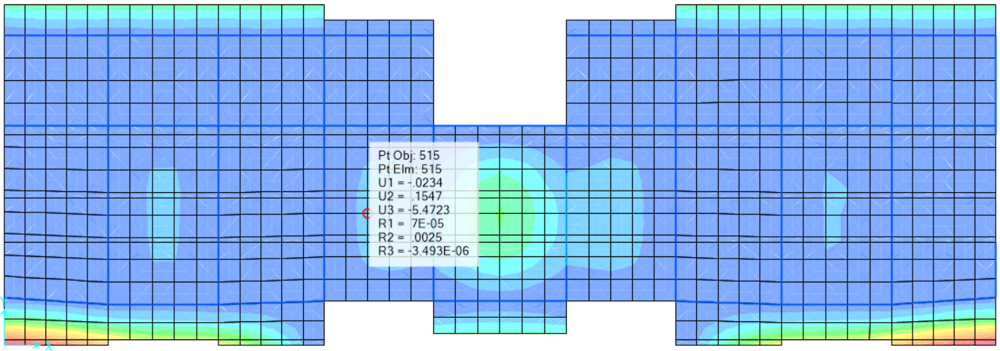 Pt Obj: 515
Pt Elm: 515
U1 = -.0234
U2 = .1547
U3 = -5.4723
R1 = 7E-05
R2 = .0025
R3 = -3.493E-06
Y
X